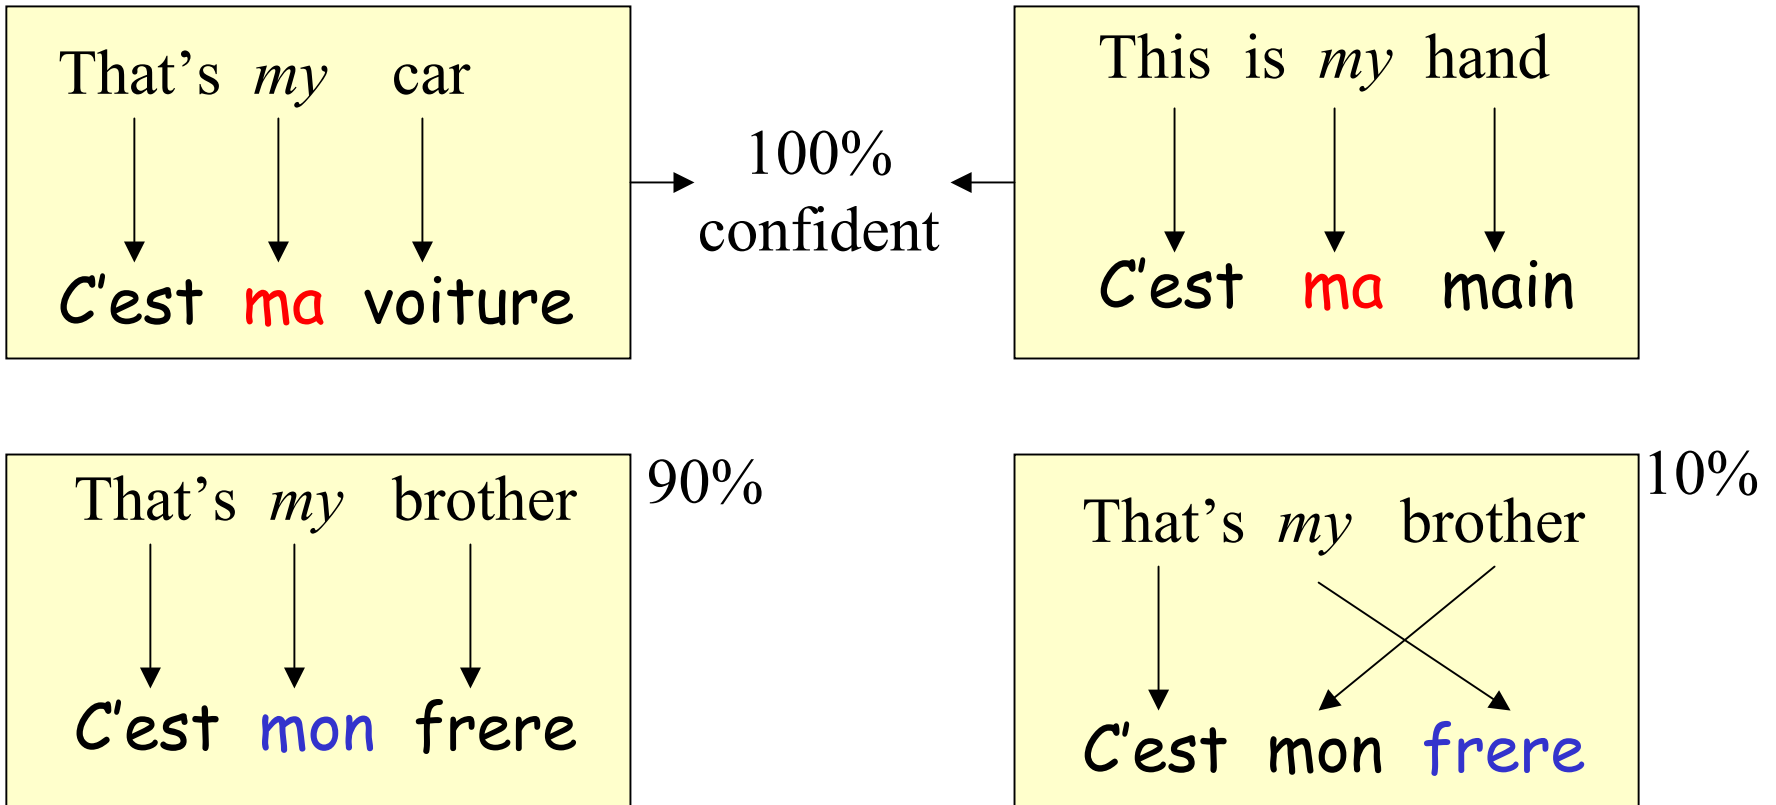 That’s my car
C’est ma voiture
100%
confident
This is my hand
C’est ma main
That’s my brother
90%
C’est mon frere
That’s my brother
10%
C’est mon frere